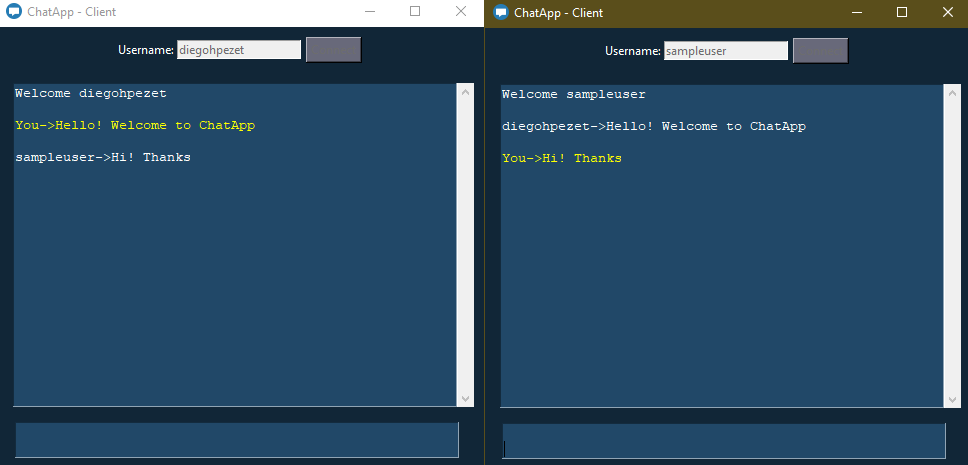 ChatApp - Client
Username: diegohpezet
Welcome diegohpezet
You->Hello! Welcome to ChatApp
sampleuser->Hi! Thanks
ChatApp - Client
Username: sampleuser
Welcome sampleuser
diegohpezet->Hello! Welcome to ChatApp
You->Hi! Thanks